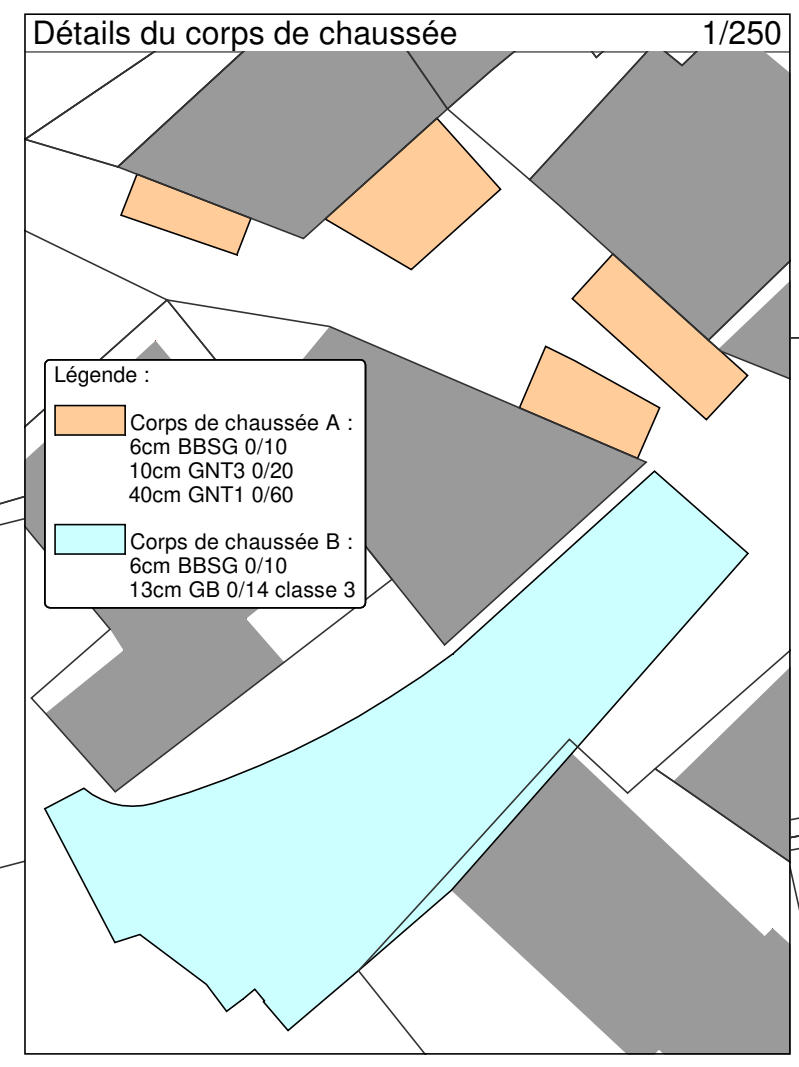 Détails du corps de chaussée 1/250
Légende :
Corps de chaussée A :
6cm BBSG 0/10
10cm GNT3 0/20
40cm GNT1 0/60
Corps de chaussée B :
6cm BBSG 0/10
13cm GB 0/14 classe 3